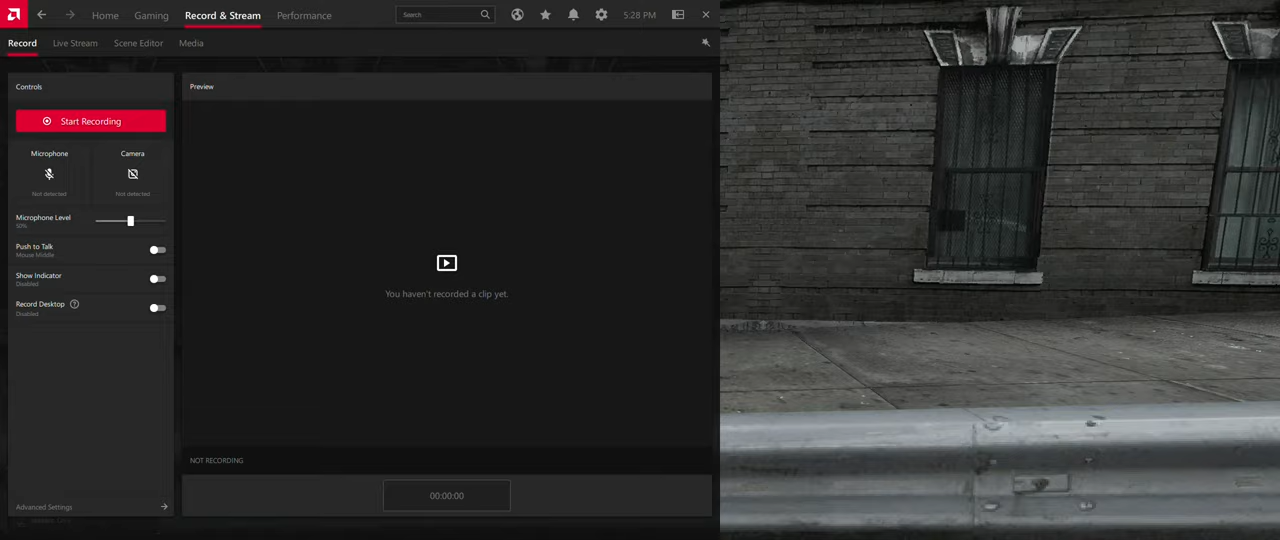 Home Gaming Record & Stream Performance Search 5:28 PM
Record Live Stream Scene Editor Media
Controls
Preview
Start Recording
Microphone Camera
Not detected Not detected
Microphone Level
50%
Push to Talk
Mouse Middle
Show Indicator
Disabled
Record Desktop ?
Disabled
You haven't recorded a clip yet.
NOT RECORDING
00:00:00
Advanced Settings